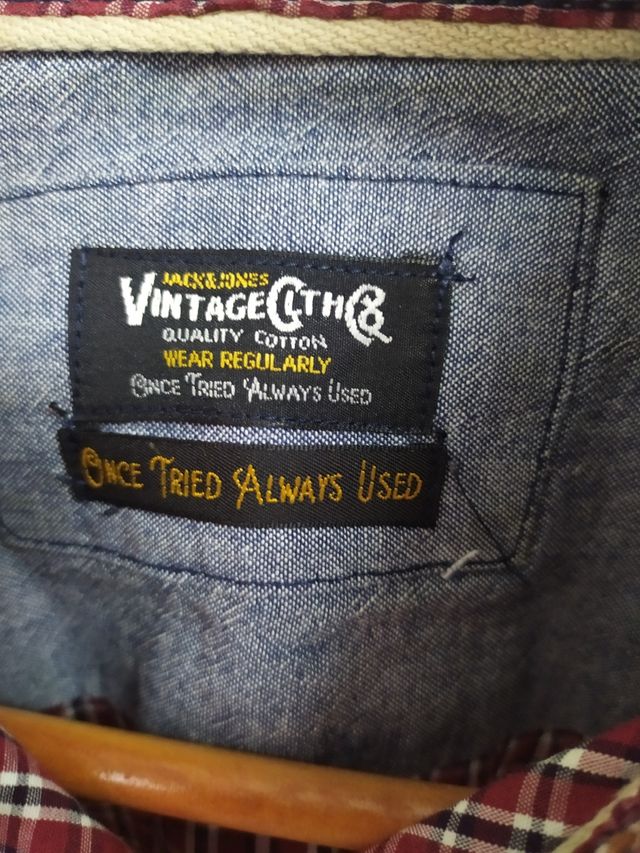 JACK&JONES
VINTAGE CLTH Co
QUALITY COTTON
WEAR REGULARLY
ONCE TRIED ALWAYS USED
ONCE TRIED ALWAYS USED